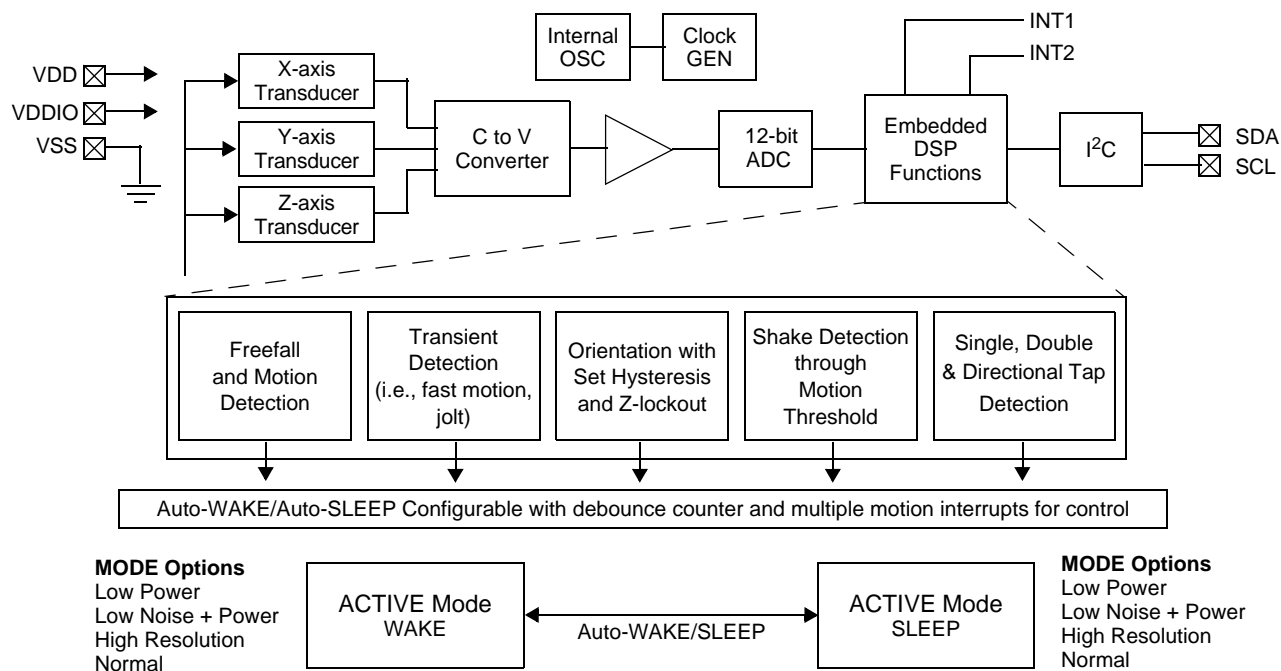 Internal
OSC
Clock
GEN
INT1
INT2
VDD
VDDIO
VSS
X-axis
Transducer
Y-axis
Transducer
Z-axis
Transducer
C to V
Converter
12-bit
ADC
Embedded
DSP
Functions
I²C
SDA
SCL
Freefall
and Motion
Detection
Transient
Detection
(i.e., fast motion,
jolt)
Orientation with
Set Hysteresis
and Z-lockout
Shake Detection
through
Motion
Threshold
Single, Double
& Directional Tap
Detection
Auto-WAKE/Auto-SLEEP Configurable with debounce counter and multiple motion interrupts for control
MODE Options
Low Power
Low Noise + Power
High Resolution
Normal
ACTIVE Mode
WAKE
Auto-WAKE/SLEEP
ACTIVE Mode
SLEEP
MODE Options
Low Power
Low Noise + Power
High Resolution
Normal